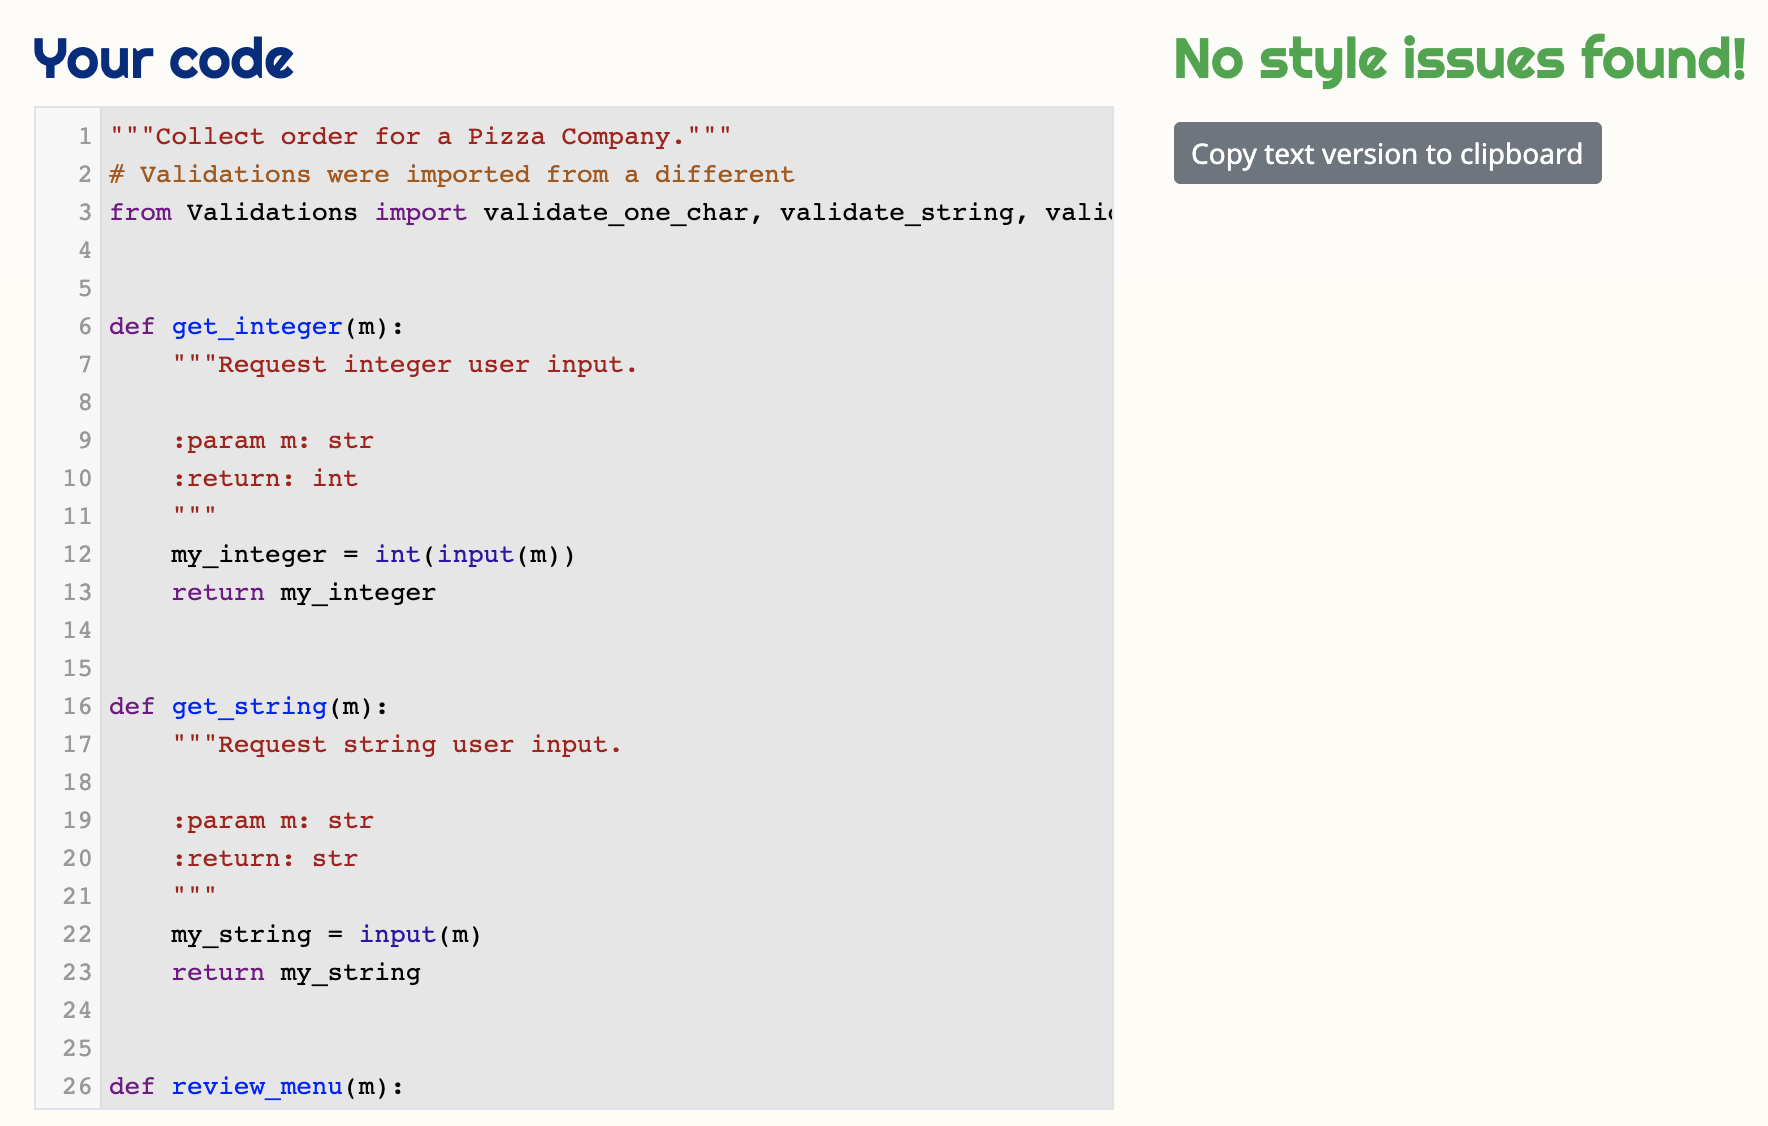 Your code
No style issues found!
Copy text version to clipboard
1 """Collect order for a Pizza Company."""
2 # Validations were imported from a different
3 from Validations import validate_one_char, validate_string,
4
5
6 def get_integer(m):
7     """Request integer user input.
8
9     :param m: str
10     :return: int
11     """
12     my_integer = int(input(m))
13     return my_integer
14
15
16 def get_string(m):
17     """Request string user input.
18
19     :param m: str
20     :return: str
21     """
22     my_string = input(m)
23     return my_string
24
25
26 def review_menu(m):